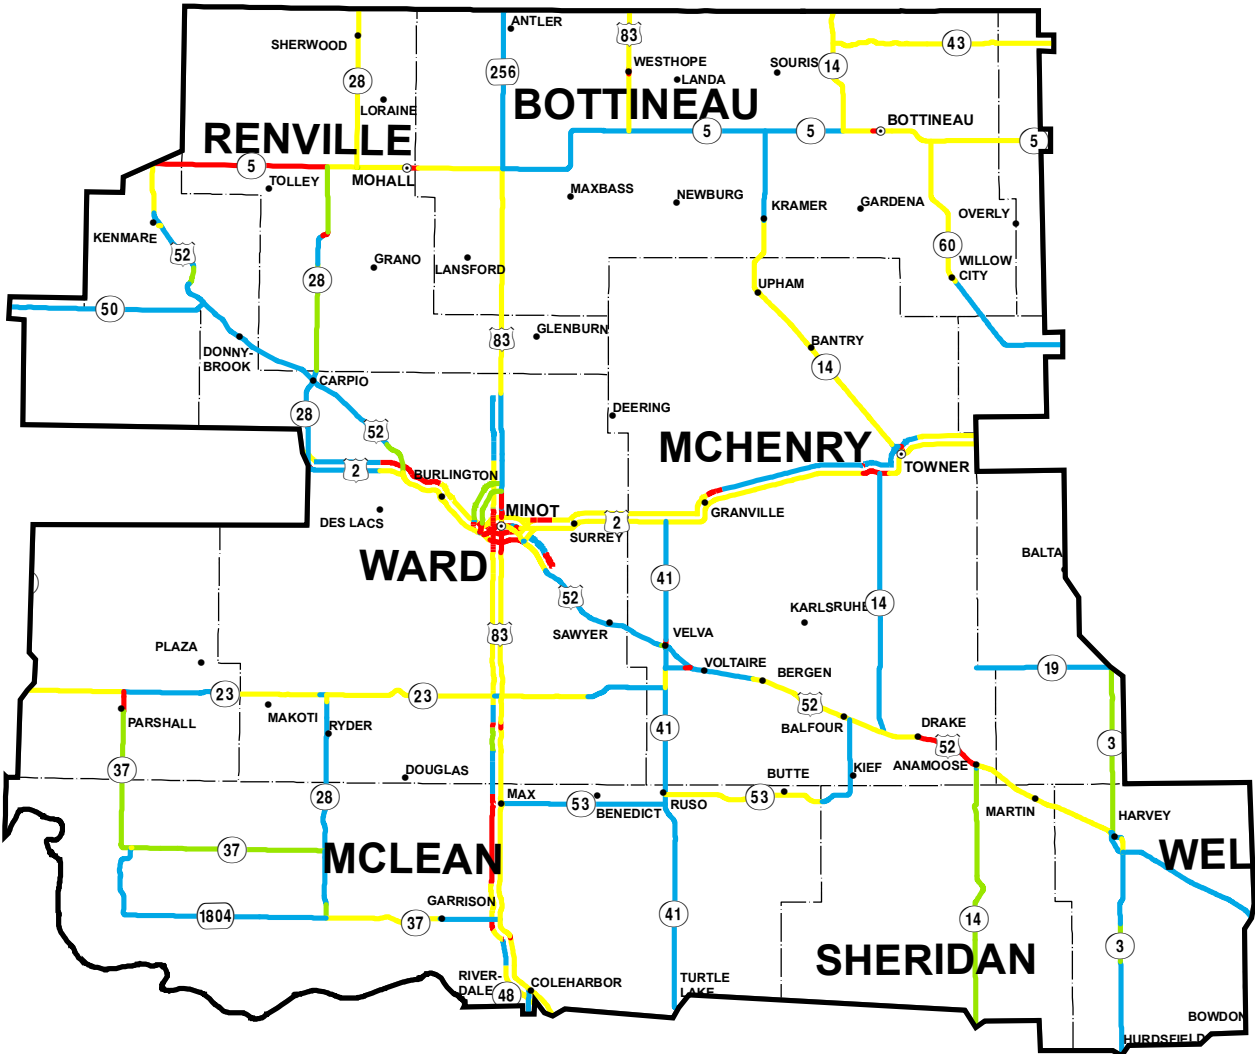 ANTLER
83
SHERWOOD
43
WESTHOPE
SOURIS
14
256
28
LANDA
LORAINE
BOTTINEAU
BOTTINEAU
RENVILLE
5
5
5
5
MOHALL
TOLLEY
MAXBASS
NEWBURG
KRAMER
GARDENA
OVERLY
KENMARE
60
52
GRANO
LANSFORD
WILLOW
CITY
28
UPHAM
50
GLENBURN
83
BANTRY
DONNY-
BROOK
14
CARPIO
28
DEERING
52
MCHENRY
2
BURLINGTON
TOWNER
MINOT
GRANVILLE
DES LACS
2
SURREY
WARD
BALTA
41
52
KARLSRUHE
14
SAWYER
83
VELVA
PLAZA
VOLTAIRE
BERGEN
19
23
23
52
PARSHALL
MAKOTI
RYDER
41
BALFOUR
DRAKE
52
3
37
DOUGLAS
BUTTE
KIEF
ANAMOOSE
28
MAX
53
BENEDICT
RUSO
53
MARTIN
HARVEY
37
MCLEAN
WEL
GARRISON
1804
37
41
14
3
SHERIDAN
RIVER-
DALE
48
COLEHARBOR
TURTLE
LAKE
BOWDON
HURDSFIELD